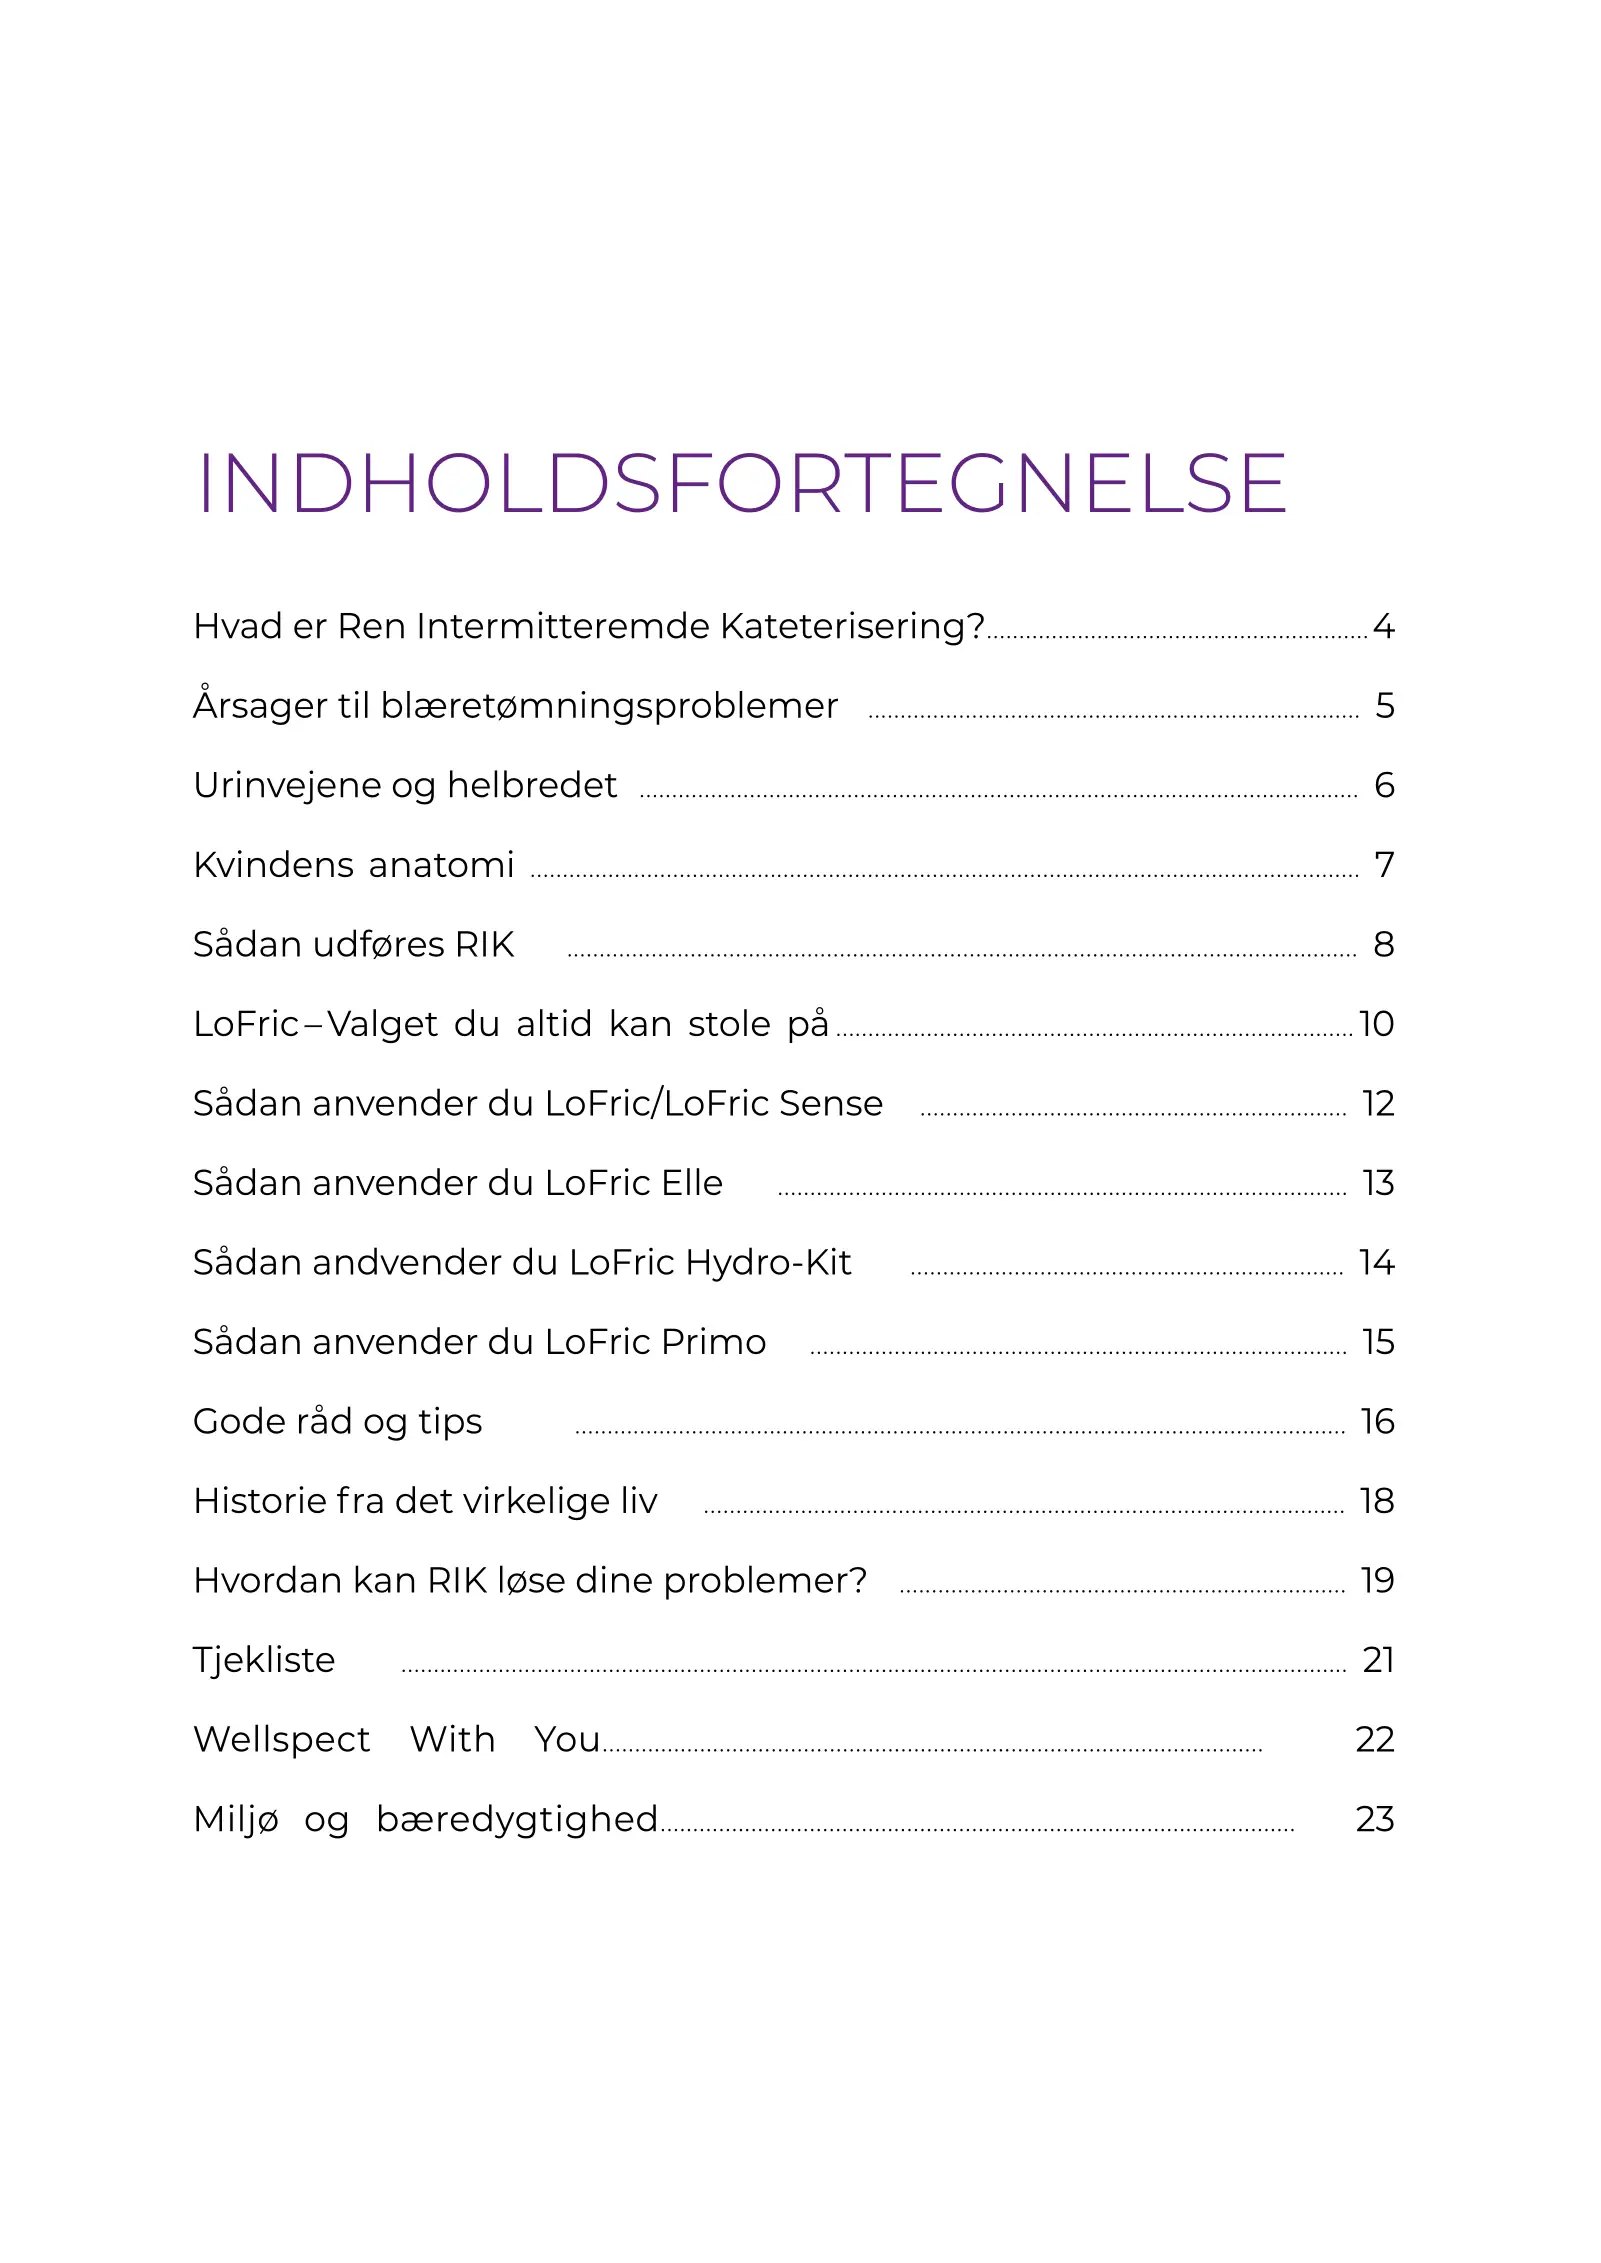 INDHOLDSFORTEGNELSE
Hvad er Ren Intermitteremde Kateterisering? 4
Årsager til blæretømningsproblemer 5
Urinvejene og helbredet 6
Kvindens anatomi 7
Sådan udføres RIK 8
LoFric – Valget du altid kan stole på 10
Sådan anvender du LoFric/LoFric Sense 12
Sådan anvender du LoFric Elle 13
Sådan andvender du LoFric Hydro-Kit 14
Sådan anvender du LoFric Primo 15
Gode råd og tips 16
Historie fra det virkelige liv 18
Hvordan kan RIK løse dine problemer? 19
Tjekliste 21
Wellspect With You 22
Miljø og bæredygtighed 23